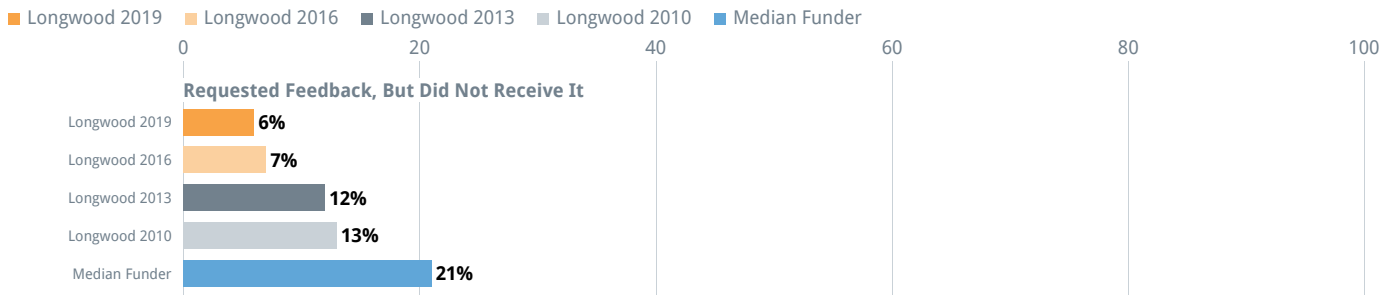 Longwood 2019 Longwood 2016 Longwood 2013 Longwood 2010 Median Funder
0 20 40 60 80 100
Requested Feedback, But Did Not Receive It
Longwood 2019 6%
Longwood 2016 7%
Longwood 2013 12%
Longwood 2010 13%
Median Funder 21%